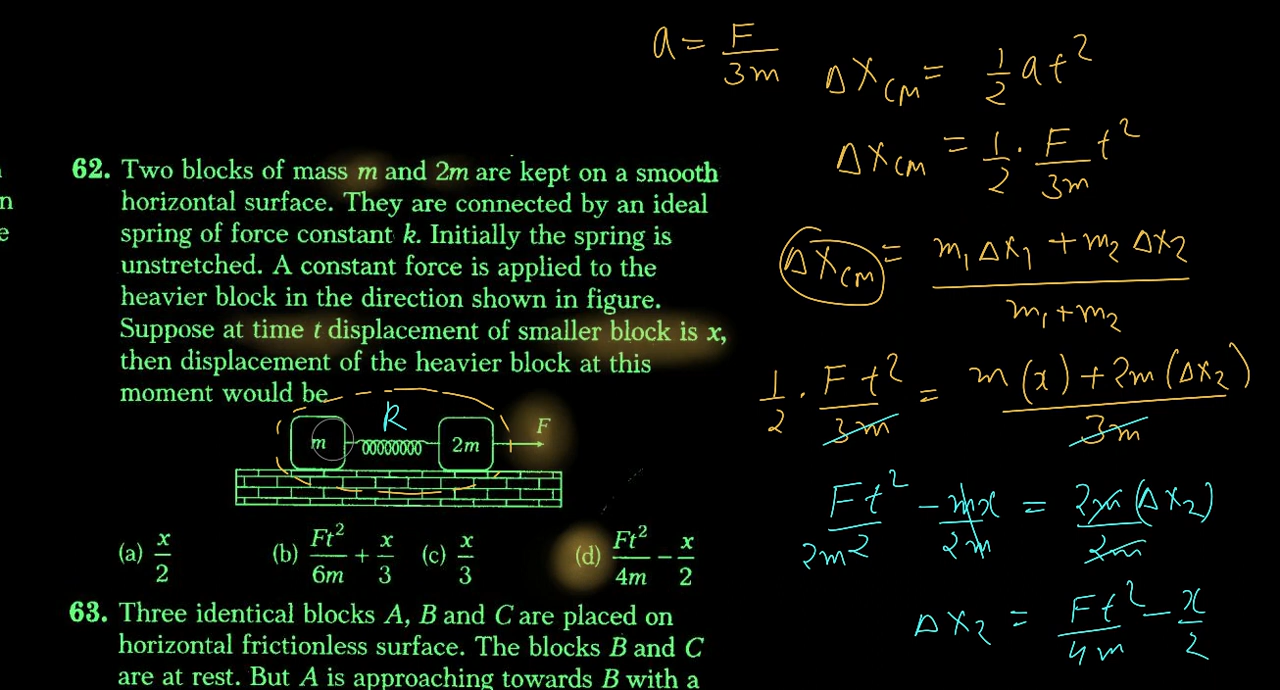 a = F/3m
ΔX_CM = 1/2 at²
ΔX_CM = 1/2 · F/3m t²
ΔX_CM = (m₁ΔX₁ + m₂ ΔX₂)/(m₁+m₂)
1/2 · Ft²/3m = (m(x) + 2m(ΔX₂))/3m
Ft²/2m2 - mx/2m = 2m(ΔX₂)/2m
ΔX₂ = Ft²/4m - x/2
n
e
62. Two blocks of mass m and 2m are kept on a smooth
horizontal surface. They are connected by an ideal
spring of force constant k. Initially the spring is
unstretched. A constant force is applied to the
heavier block in the direction shown in figure.
Suppose at time t displacement of smaller block is x,
then displacement of the heavier block at this
moment would be
k
m 2m F
(a) x/2 (b) Ft²/6m + x/3 (c) x/3 (d) Ft²/4m - x/2
63. Three identical blocks A, B and C are placed on
horizontal frictionless surface. The blocks B and C
are at rest. But A is approaching towards B with a